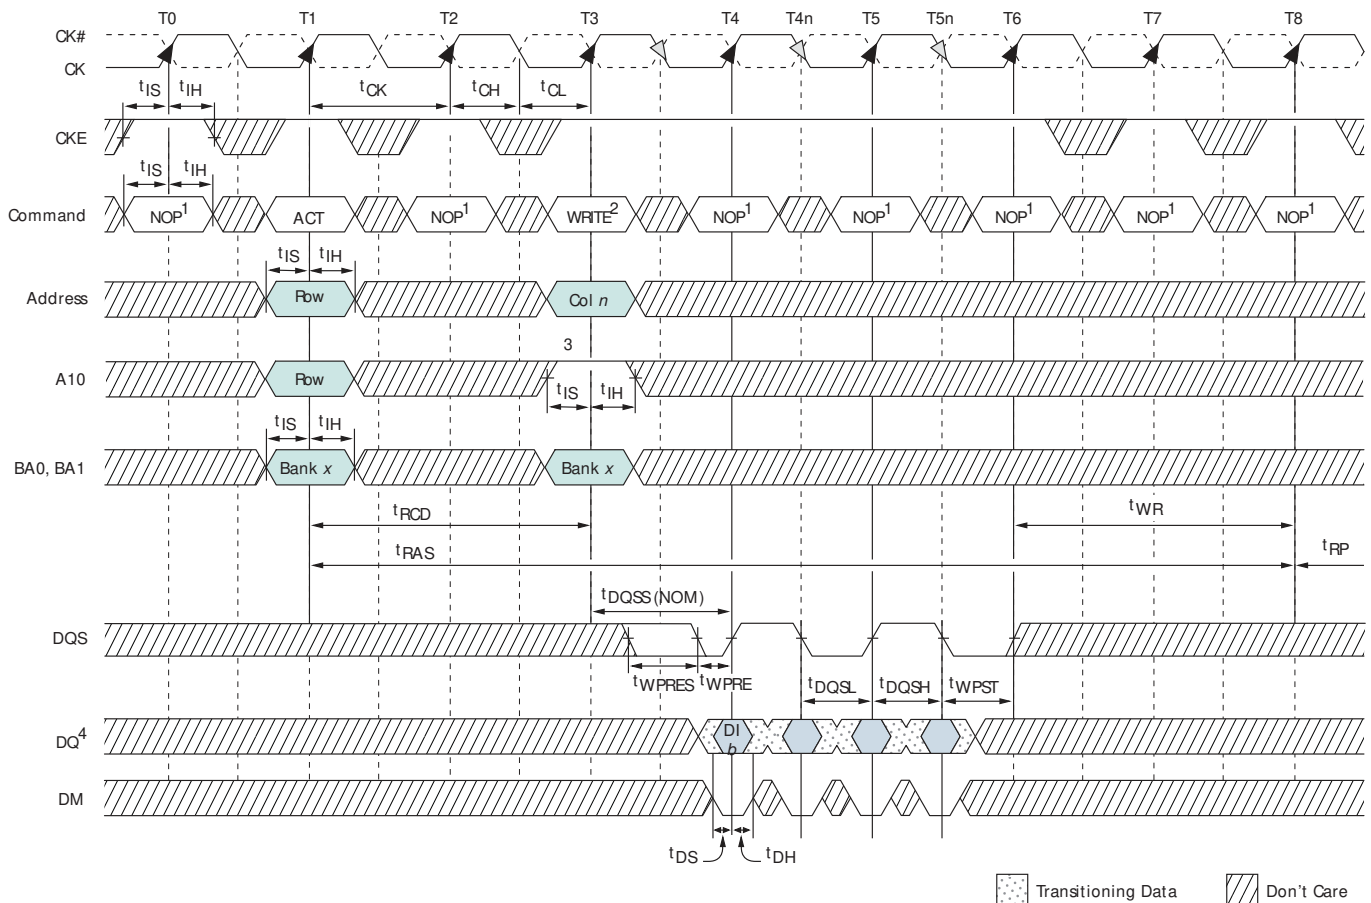 T0 T1 T2 T3 T4 T4n T5 T5n T6 T7 T8
CK#
CK
tIS tIH tCK tCH tCL
CKE
tIS tIH
Command NOP1 ACT NOP1 WRITE2 NOP1 NOP1 NOP1 NOP1 NOP1
tIS tIH
Address Row Col n
3
A10 Row
tIS tIH
tIS tIH
BA0, BA1 Bank x Bank x
tRCD tWR
tRAS tRP
tDQSS (NOM)
DQS
tWPRES tWPRE tDQSL tDQSH tWPST
DQ4 DI
b
DM
tDS tDH
Transitioning Data Don't Care